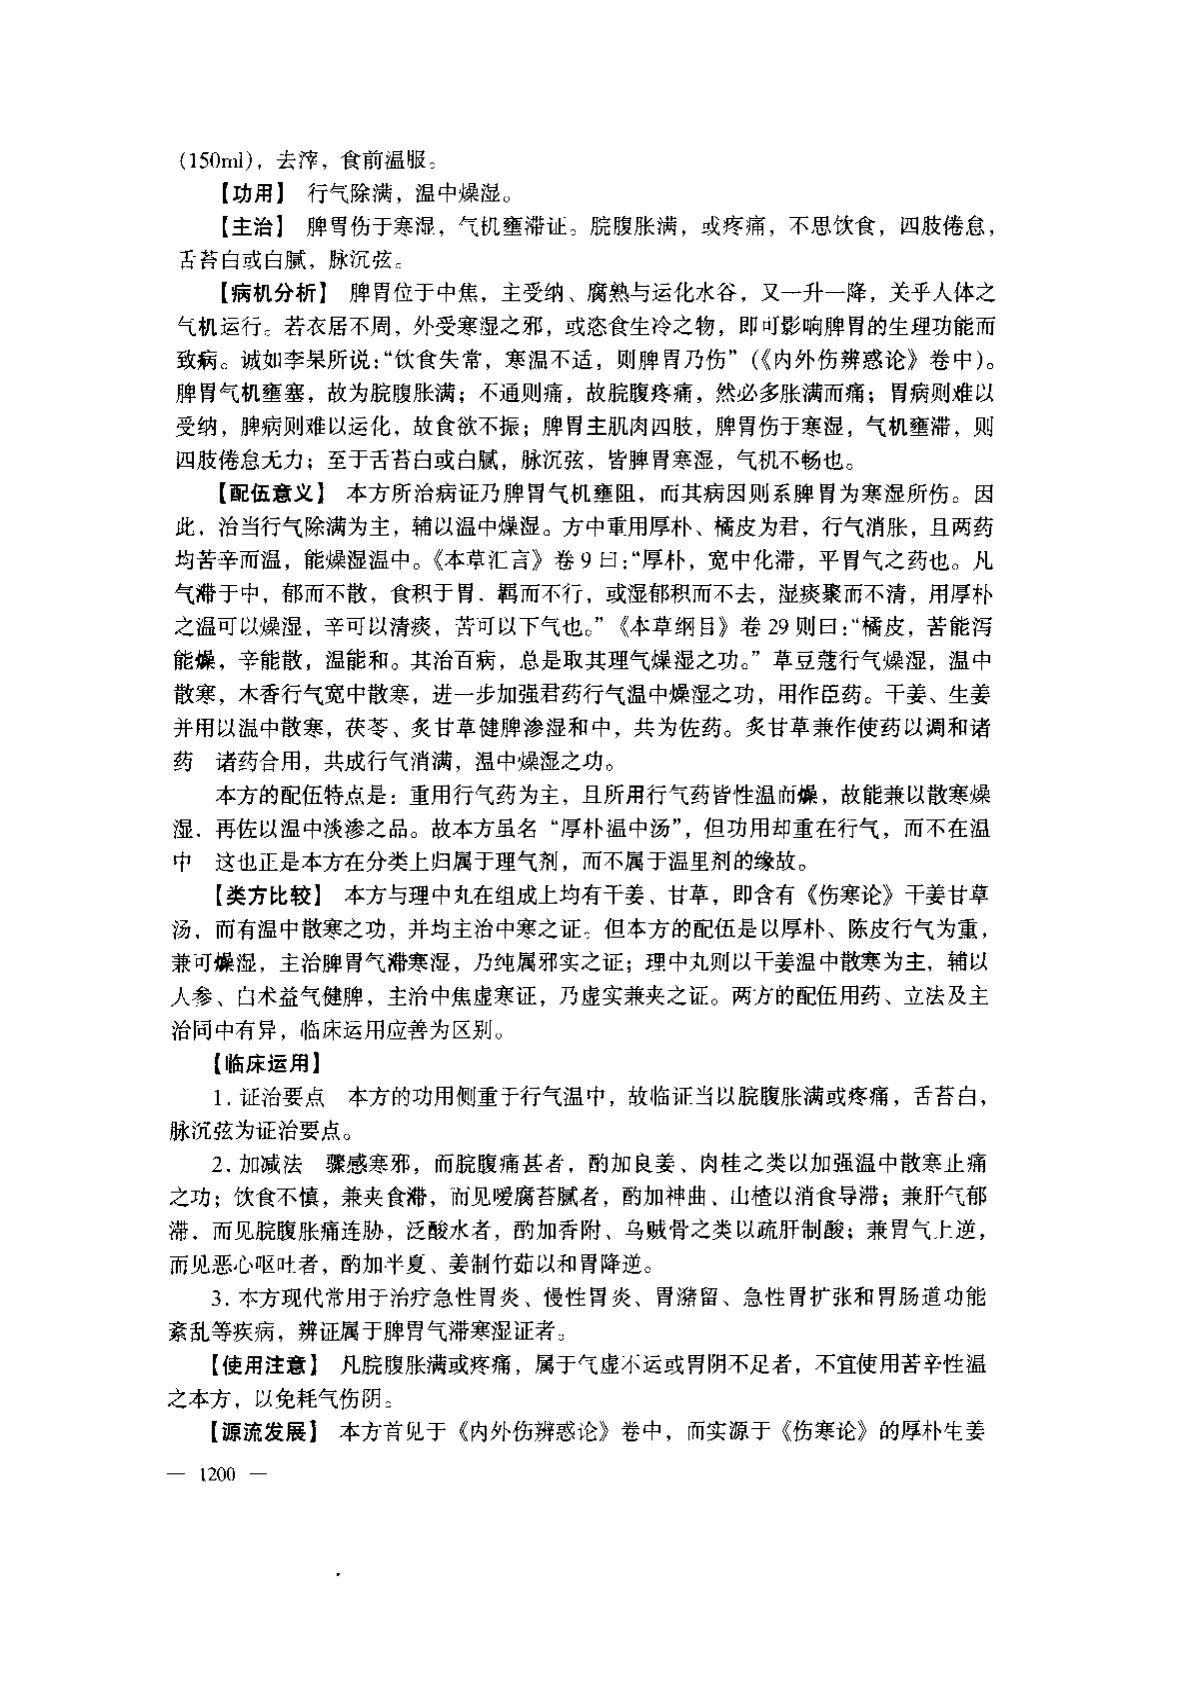 (150ml)，去滓，食前温服。
【功用】 行气除满，温中燥湿。
【主治】 脾胃伤于寒湿，气机壅滞证。脘腹胀满，或疼痛，不思饮食，四肢倦怠，
舌苔白或白腻，脉沉弦。
【病机分析】 脾胃位于中焦，主受纳、腐熟与运化水谷，又一升一降，关乎人体之
气机运行。若衣居不周，外受寒湿之邪，或恣食生冷之物，即可影响脾胃的生理功能而
致病。诚如李杲所说：“饮食失常，寒温不适，则脾胃乃伤”(《内外伤辨惑论》卷中)。
脾胃气机壅塞，故为脘腹胀满；不通则痛，故脘腹疼痛，然必多胀满而痛；胃病则难以
受纳，脾病则难以运化，故食欲不振；脾胃主肌肉四肢，脾胃伤于寒湿，气机壅滞，则
四肢倦怠无力；至于舌苔白或白腻，脉沉弦，皆脾胃寒湿，气机不畅也。
【配伍意义】 本方所治病证乃脾胃气机壅阻，而其病因则系脾胃为寒湿所伤。因
此，治当行气除满为主，辅以温中燥湿。方中重用厚朴、橘皮为君，行气消胀，且两药
均苦辛而温，能燥湿温中。《本草汇言》卷9曰：“厚朴，宽中化滞，平胃气之药也。凡
气滞于中，郁而不散，食积于胃，羁而不行，或湿郁积而不去，湿痰聚而不清，用厚朴
之温可以燥湿，辛可以清痰，苦可以下气也。”《本草纲目》卷29则曰：“橘皮，苦能泻
能燥，辛能散，温能和。其治百病，总是取其理气燥湿之功。”草豆蔻行气燥湿，温中
散寒，木香行气宽中散寒，进一步加强君药行气温中燥湿之功，用作臣药。干姜、生姜
并用以温中散寒，茯苓、炙甘草健脾渗湿和中，共为佐药。炙甘草兼作使药以调和诸
药 诸药合用，共成行气消满，温中燥湿之功。
本方的配伍特点是：重用行气药为主，且所用行气药皆性温而燥，故能兼以散寒燥
湿，再佐以温中淡渗之品。故本方虽名“厚朴温中汤”，但功用却重在行气，而不在温
中 这也正是本方在分类上归属于理气剂，而不属于温里剂的缘故。
【类方比较】 本方与理中丸在组成上均有干姜、甘草，即含有《伤寒论》干姜甘草
汤，而有温中散寒之功，并均主治中寒之证。但本方的配伍是以厚朴、陈皮行气为重，
兼可燥湿，主治脾胃气滞寒湿，乃纯属邪实之证；理中丸则以干姜温中散寒为主，辅以
人参、白术益气健脾，主治中焦虚寒证，乃虚实兼夹之证。两方的配伍用药、立法及主
治同中有异，临床运用应善为区别。
【临床运用】
1. 证治要点 本方的功用侧重于行气温中，故临证当以脘腹胀满或疼痛，舌苔白，
脉沉弦为证治要点。
2. 加减法 骤感寒邪，而脘腹痛甚者，酌加良姜、肉桂之类以加强温中散寒止痛
之功；饮食不慎，兼夹食滞，而见嗳腐苔腻者，酌加神曲、山楂以消食导滞；兼肝气郁
滞，而见脘腹胀痛连胁，泛酸水者，酌加香附、乌贼骨之类以疏肝制酸；兼胃气上逆，
而见恶心呕吐者，酌加半夏、姜制竹茹以和胃降逆。
3. 本方现代常用于治疗急性胃炎、慢性胃炎、胃潴留、急性胃扩张和胃肠道功能
紊乱等疾病，辨证属于脾胃气滞寒湿证者。
【使用注意】 凡脘腹胀满或疼痛，属于气虚不运或胃阴不足者，不宜使用苦辛性温
之本方，以免耗气伤阴。
【源流发展】 本方首见于《内外伤辨惑论》卷中，而实源于《伤寒论》的厚朴生姜
— 1200 —